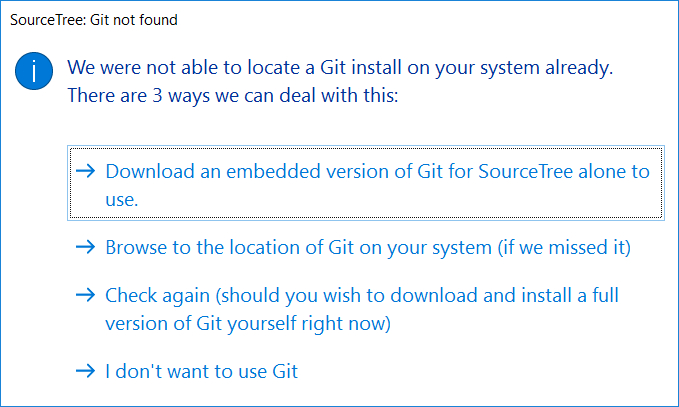 SourceTree: Git not found
We were not able to locate a Git install on your system already.
There are 3 ways we can deal with this:
Download an embedded version of Git for SourceTree alone to
use.
Browse to the location of Git on your system (if we missed it)
Check again (should you wish to download and install a full
version of Git yourself right now)
I don't want to use Git